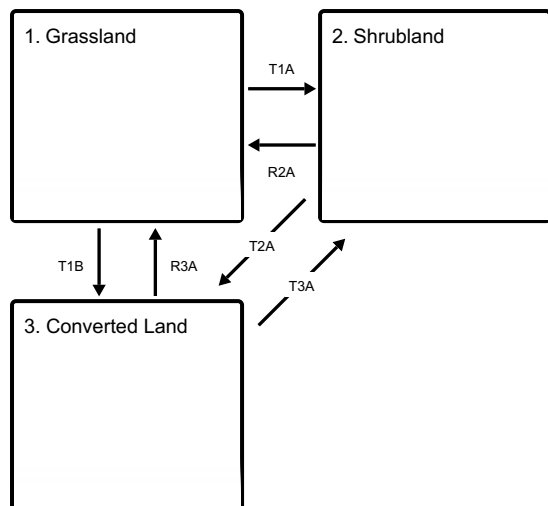 1. Grassland
2. Shrubland
T1A
R2A
T1B
R3A
T2A
T3A
3. Converted Land